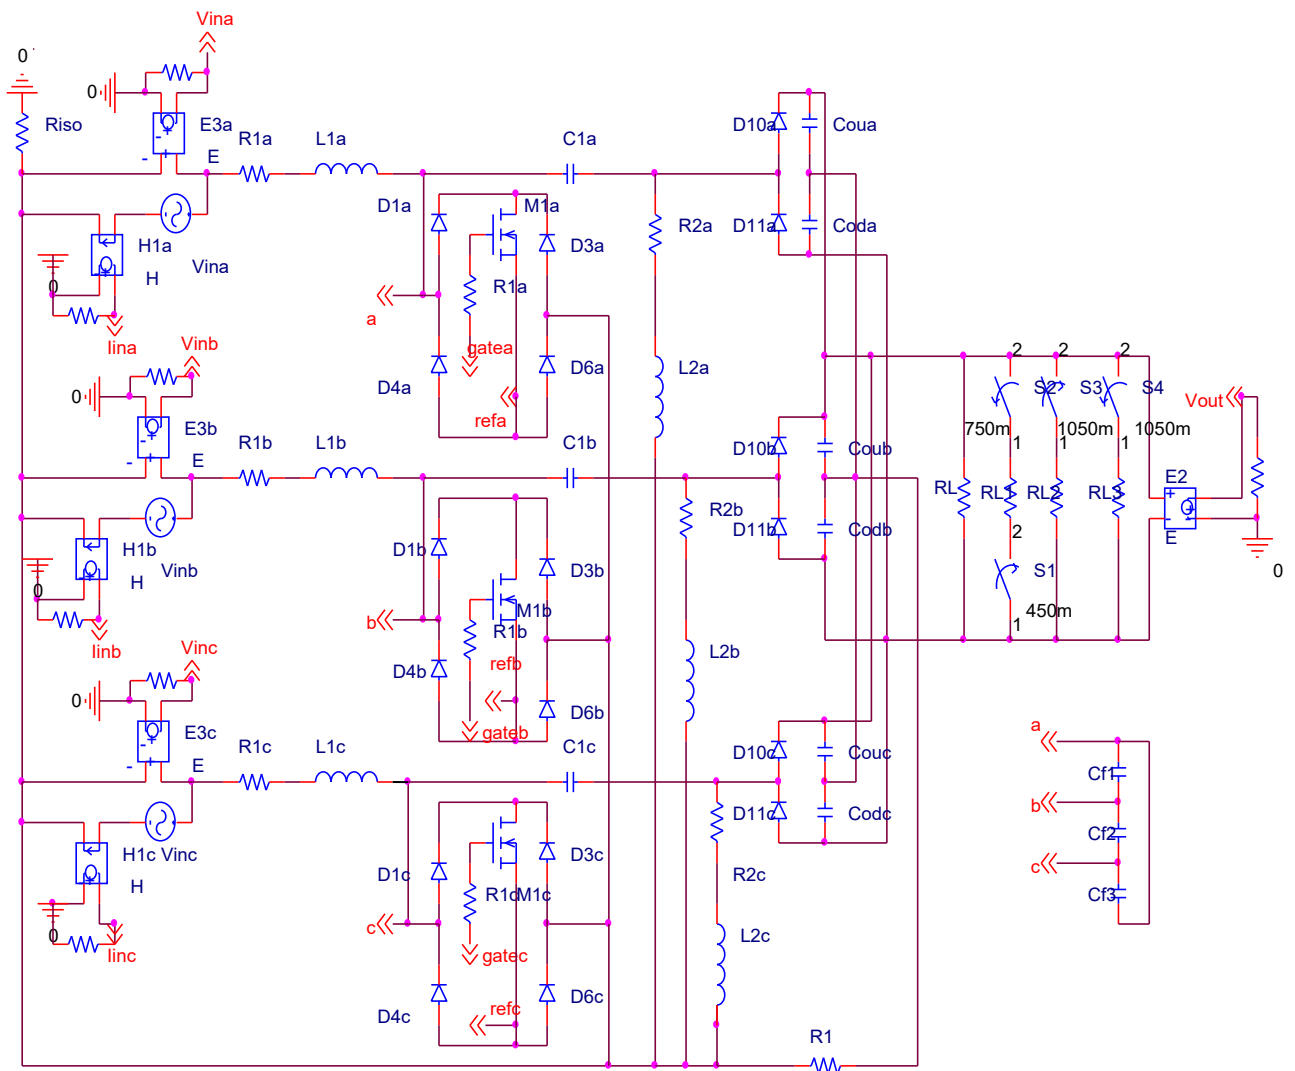 Vina
0
0
Riso
E3a
-
E
R1a
L1a
C1a
D10a
Coua
D1a
M1a
R2a
D11a
Coda
H1a
H
Vina
D3a
0
R1a
a
Iina
Vinb
gatea
D4a
D6a
L2a
refa
0
E3b
-
E
R1b
L1b
C1b
D10b
Coub
2
2
2
S2
S3
S4
Vout
750m
1050m
1050m
1
1
1
RL
RL1
RL2
RL3
E2
E
R2b
D11b
Codb
H1b
H
Vinb
D1b
D3b
0
M1b
R1b
b
Iinb
Vinc
refb
D4b
D6b
L2b
gateb
2
S1
450m
1
0
0
E3c
-
E
R1c
L1c
C1c
D10c
Couc
a
Cf1
b
Cf2
c
Cf3
D11c
Codc
H1c
Vinc
H
D1c
D3c
R1c
M1c
R2c
0
c
Iinc
gatec
L2c
D4c
D6c
refc
R1